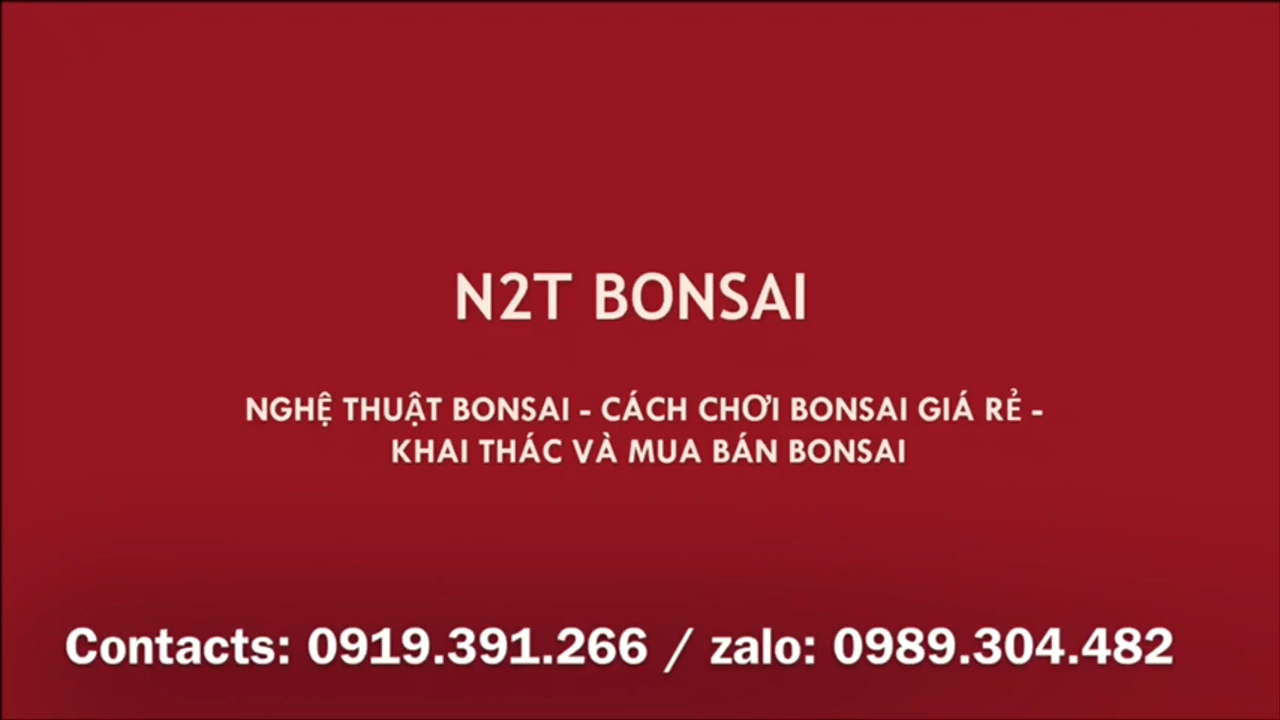 N2T BONSAI
NGHỆ THUẬT BONSAI - CÁCH CHƠI BONSAI GIÁ RẺ -
KHAI THÁC VÀ MUA BÁN BONSAI
Contacts: 0919.391.266 / zalo: 0989.304.482